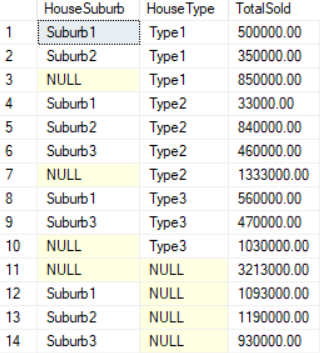 HouseSuburb HouseType TotalSold
1 Suburb1 Type1 500000.00
2 Suburb2 Type1 350000.00
3 NULL Type1 850000.00
4 Suburb1 Type2 33000.00
5 Suburb2 Type2 840000.00
6 Suburb3 Type2 460000.00
7 NULL Type2 1333000.00
8 Suburb1 Type3 560000.00
9 Suburb3 Type3 470000.00
10 NULL Type3 1030000.00
11 NULL NULL 3213000.00
12 Suburb1 NULL 1093000.00
13 Suburb2 NULL 1190000.00
14 Suburb3 NULL 930000.00